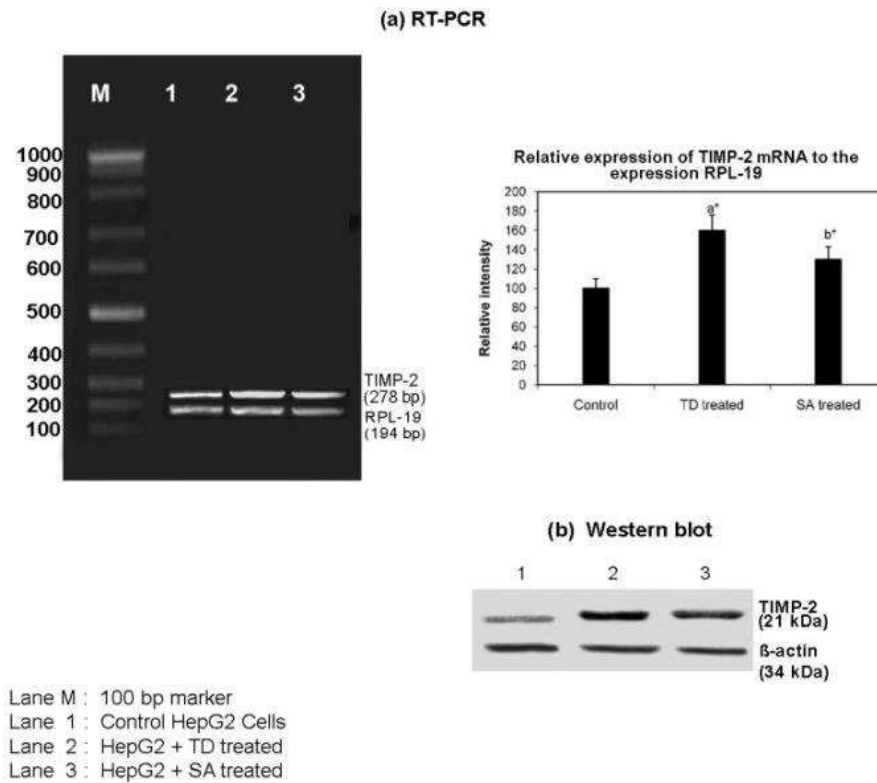 (a) RT-PCR
M 1 2 3
1000
900
800
700
600
500
400
300
200
100
TIMP-2
(278 bp)
RPL-19
(194 bp)
Relative expression of TIMP-2 mRNA to the
expression RPL-19
Relative intensity
200
180
160
140
120
100
80
60
40
20
0
a*
b*
Control TD treated SA treated
(b) Western blot
1 2 3
TIMP-2
(21 kDa)
ß-actin
(34 kDa)
Lane M : 100 bp marker
Lane 1 : Control HepG2 Cells
Lane 2 : HepG2 + TD treated
Lane 3 : HepG2 + SA treated